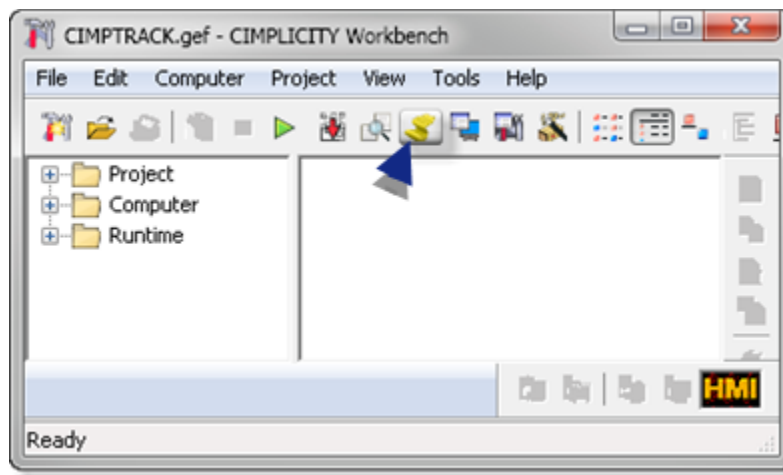 CIMPTRACK.gef - CIMPLICITY Workbench
File Edit Computer Project View Tools Help
Project
Computer
Runtime
HMI
Ready